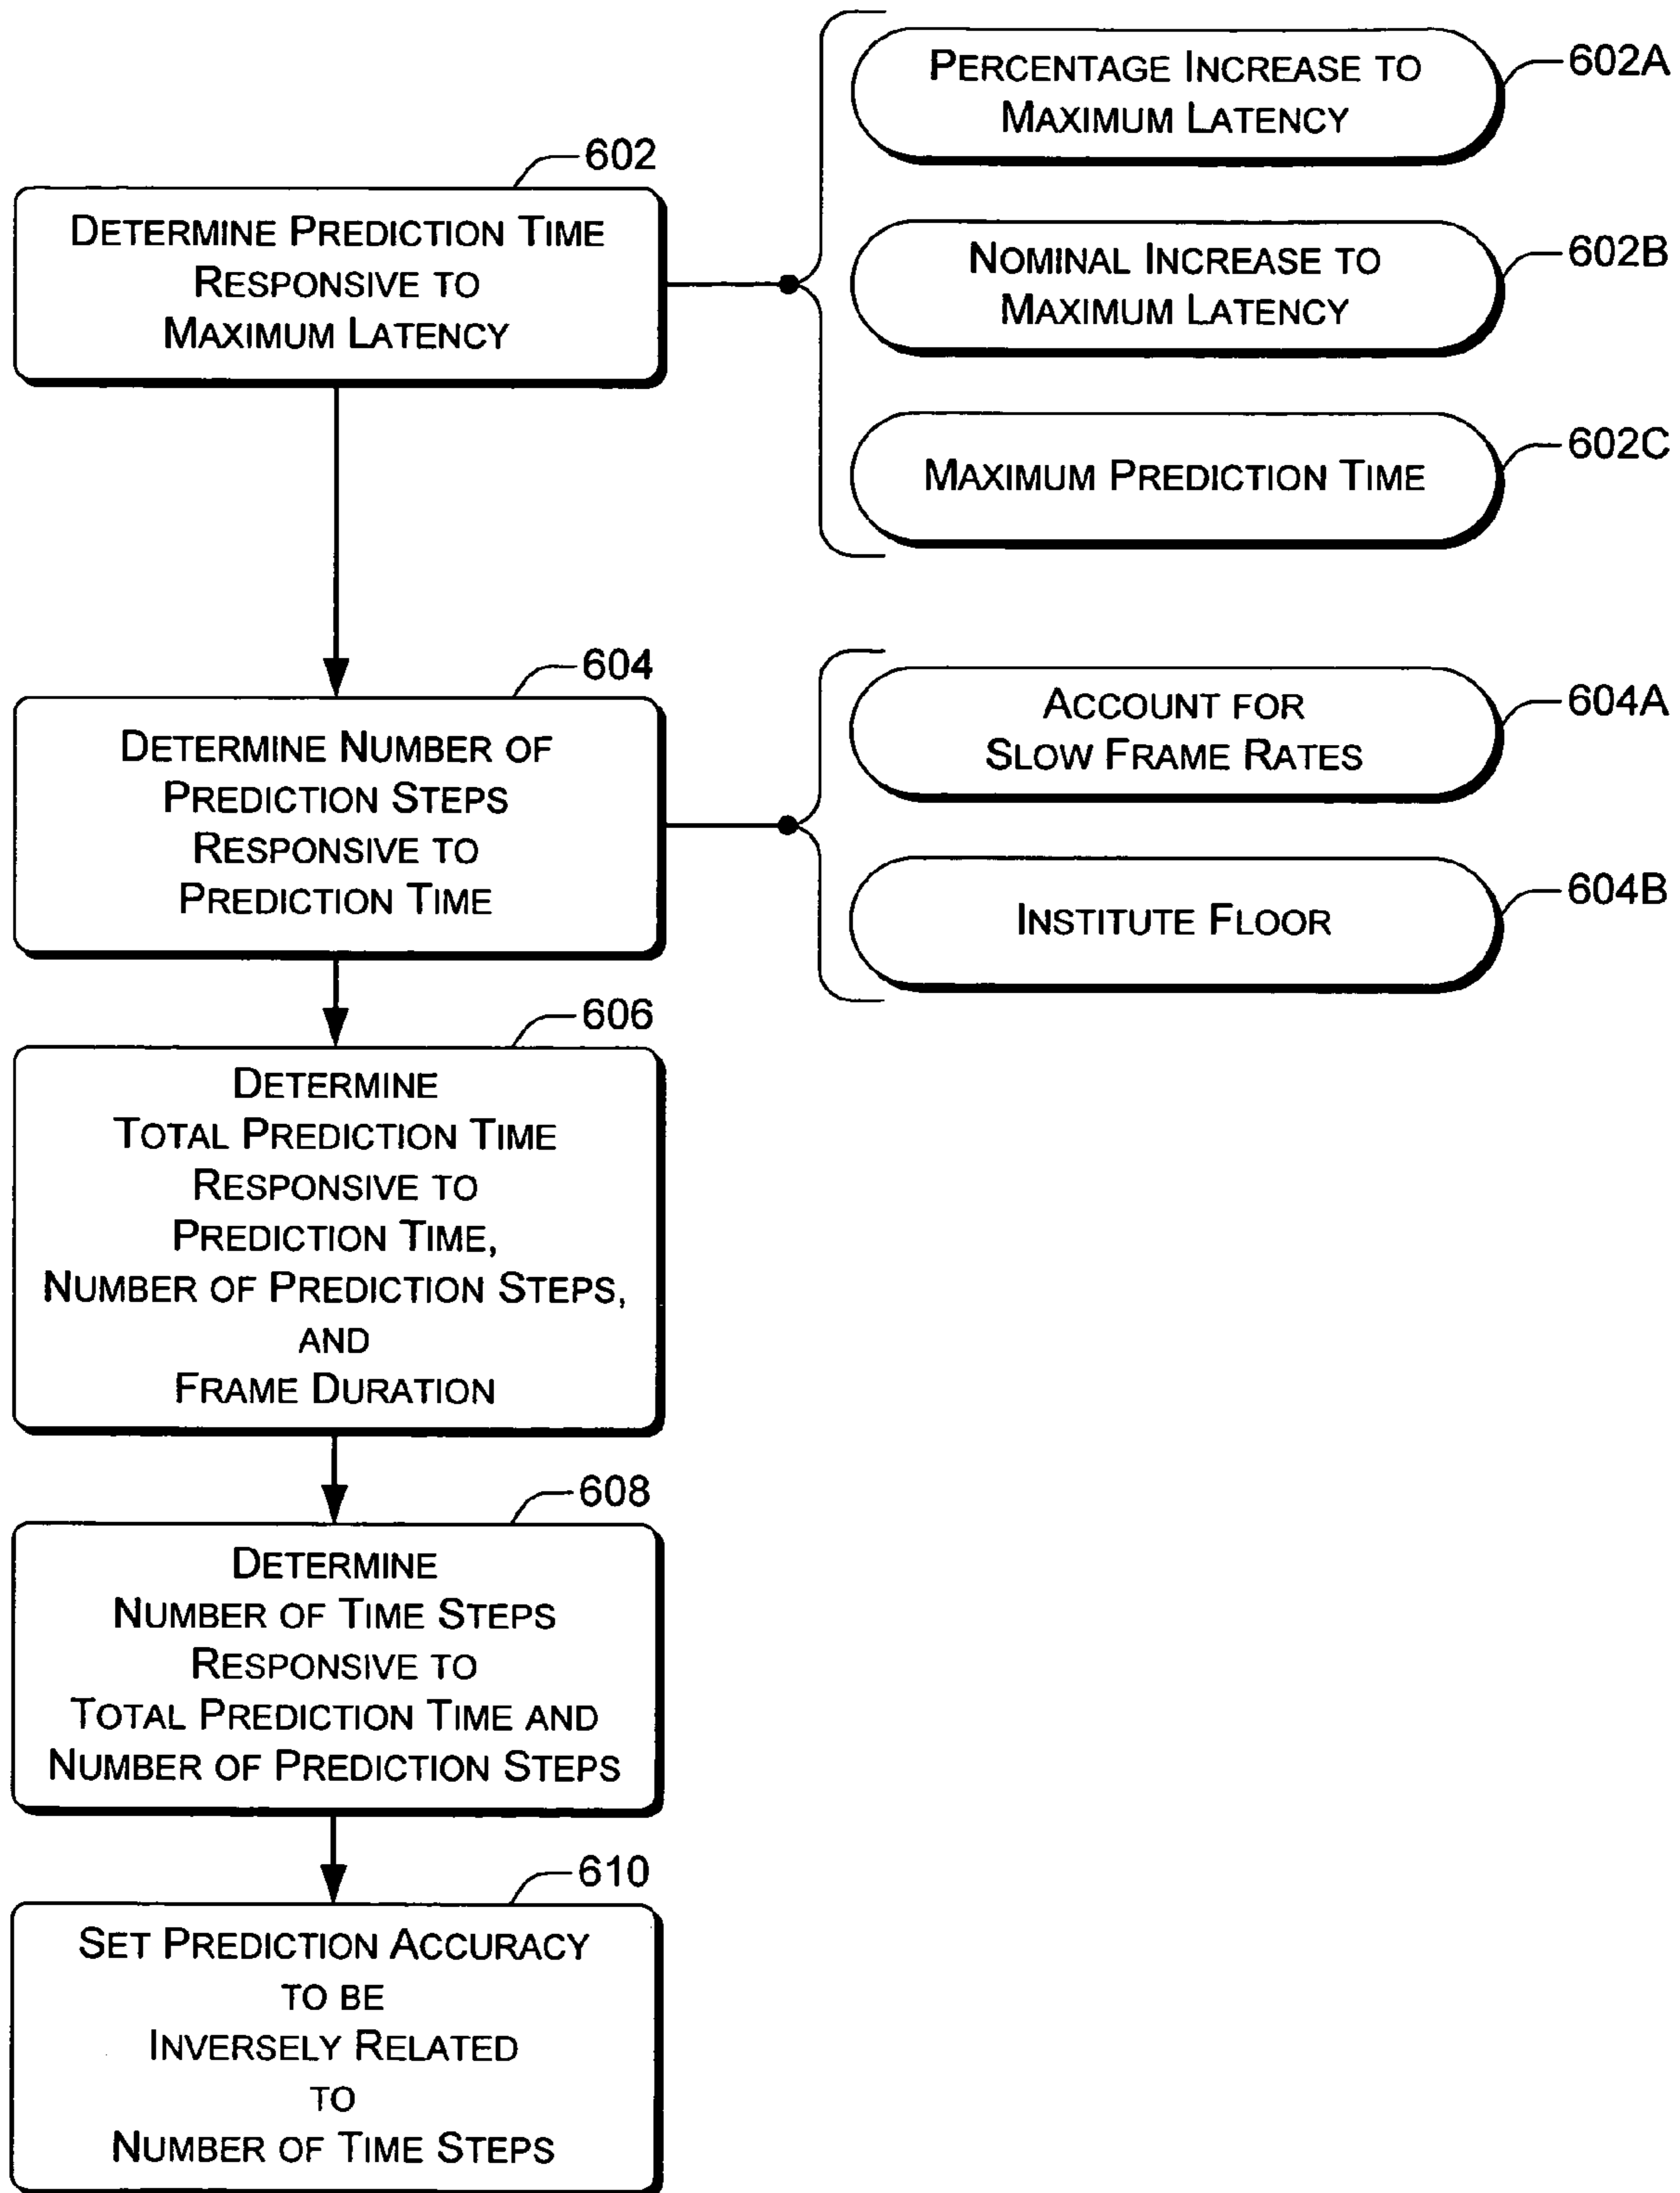 602
DETERMINE PREDICTION TIME
RESPONSIVE TO
MAXIMUM LATENCY
PERCENTAGE INCREASE TO
MAXIMUM LATENCY
602A
NOMINAL INCREASE TO
MAXIMUM LATENCY
602B
MAXIMUM PREDICTION TIME
602C
604
DETERMINE NUMBER OF
PREDICTION STEPS
RESPONSIVE TO
PREDICTION TIME
ACCOUNT FOR
SLOW FRAME RATES
604A
INSTITUTE FLOOR
604B
606
DETERMINE
TOTAL PREDICTION TIME
RESPONSIVE TO
PREDICTION TIME,
NUMBER OF PREDICTION STEPS,
AND
FRAME DURATION
608
DETERMINE
NUMBER OF TIME STEPS
RESPONSIVE TO
TOTAL PREDICTION TIME AND
NUMBER OF PREDICTION STEPS
610
SET PREDICTION ACCURACY
TO BE
INVERSELY RELATED
TO
NUMBER OF TIME STEPS